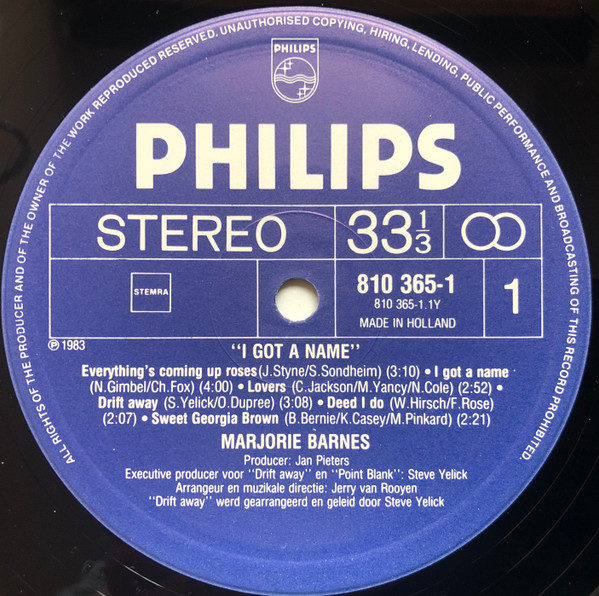 ALL RIGHTS OF THE PRODUCER AND OF THE OWNER OF THE WORK REPRODUCED RESERVED. UNAUTHORISED COPYING, HIRING, LENDING, PUBLIC PERFORMANCE AND BROADCASTING OF THIS RECORD PROHIBITED.
PHILIPS
PHILIPS
STEREO 33 1/3
STEMRA
810 365-1
810 365-1.1Y
MADE IN HOLLAND
1
℗ 1983
"I GOT A NAME"
Everything's coming up roses (J.Styne/S.Sondheim) (3:10) • I got a name
(N.Gimbel/Ch.Fox) (4:00) • Lovers (C.Jackson/M.Yancy/N.Cole) (2:52) •
Drift away (S.Yelick/O.Dupree) (3:08) • Deed I do (W.Hirsch/F.Rose)
(2:07) • Sweet Georgia Brown (B.Bernie/K.Casey/M.Pinkard) (2:21)
MARJORIE BARNES
Producer: Jan Pieters
Executive producer voor "Drift away" en "Point Blank": Steve Yelick
Arrangeur en muzikale directie: Jerry van Rooyen
"Drift away" werd gearrangeerd en geleid door Steve Yelick